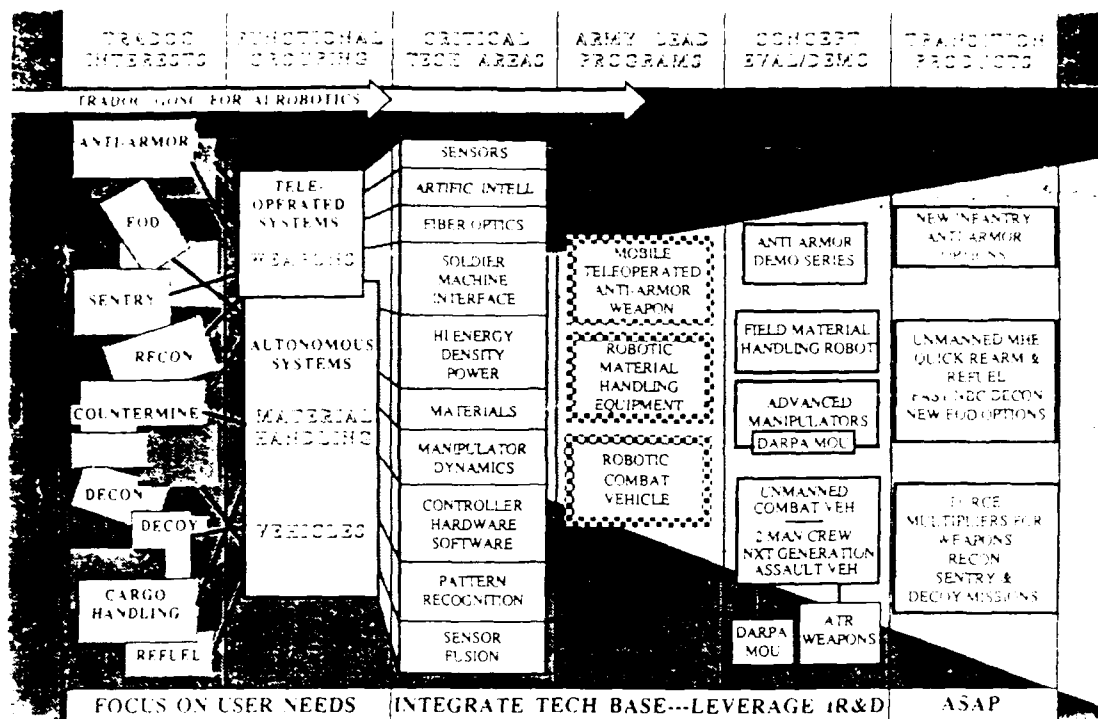 TRADOC
INTERESTS
FUNCTIONAL
GROUPING
CRITICAL
TECH AREAS
ARMY LEAD
PROGRAMS
CONCEPT
EVAL/DEMO
TRANSITION
PRODUCTS
TRADOC GOSC FOR AI ROBOTICS
ANTI-ARMOR
EOD
SENTRY
RECON
COUNTERMINE
DECON
DECOY
CARGO
HANDLING
REFUEL
TELE-
OPERATED
SYSTEMS
WEAPONS
AUTONOMOUS
SYSTEMS
MATERIAL
HANDLING
VEHICLES
SENSORS
ARTIFIC INTELL
FIBER OPTICS
SOLDIER
MACHINE
INTERFACE
HI ENERGY
DENSITY
POWER
MATERIALS
MANIPULATOR
DYNAMICS
CONTROLLER
HARDWARE
SOFTWARE
PATTERN
RECOGNITION
SENSOR
FUSION
MOBILE
TELEOPERATED
ANTI-ARMOR
WEAPON
ROBOTIC
MATERIAL
HANDLING
EQUIPMENT
ROBOTIC
COMBAT
VEHICLE
ANTI ARMOR
DEMO SERIES
FIELD MATERIAL
HANDLING ROBOT
ADVANCED
MANIPULATORS
DARPA MOU
UNMANNED
COMBAT VEH
2 MAN CREW
NXT GENERATION
ASSAULT VEH
DARPA
MOU
ATR
WEAPONS
NEW INFANTRY
ANTI-ARMOR
OPTIONS
UNMANNED MHE
QUICK REARM &
REFUEL
FAST NBC DECON
NEW EOD OPTIONS
FORCE
MULTIPLIERS FOR
WEAPONS
RECON
SENTRY &
DECOY MISSIONS
FOCUS ON USER NEEDS
INTEGRATE TECH BASE---LEVERAGE IR&D
ASAP